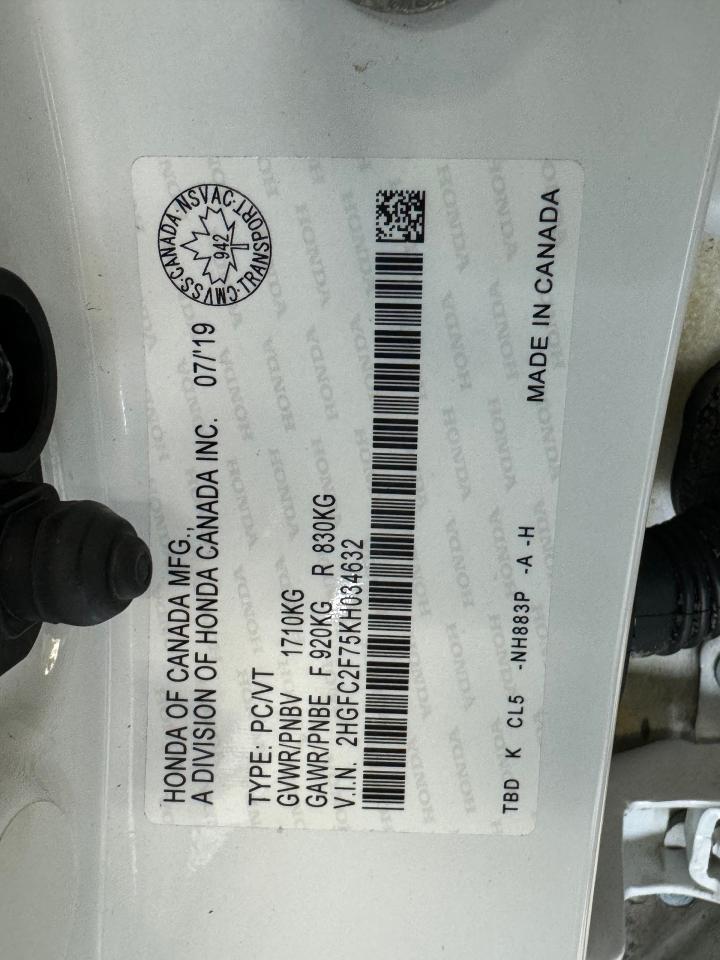 HONDA OF CANADA MFG.,
A DIVISION OF HONDA CANADA INC. 07/'19
CMVSS·CANADA·NSVAC·TRANSPORT·
942
TYPE: PC/VT
GVWR/PNBV 1710KG
GAWR/PNBE F 920KG R 830KG
V.I.N. 2HGFC2F75KH034632
TBD K CL5 -NH883P -A -H
MADE IN CANADA